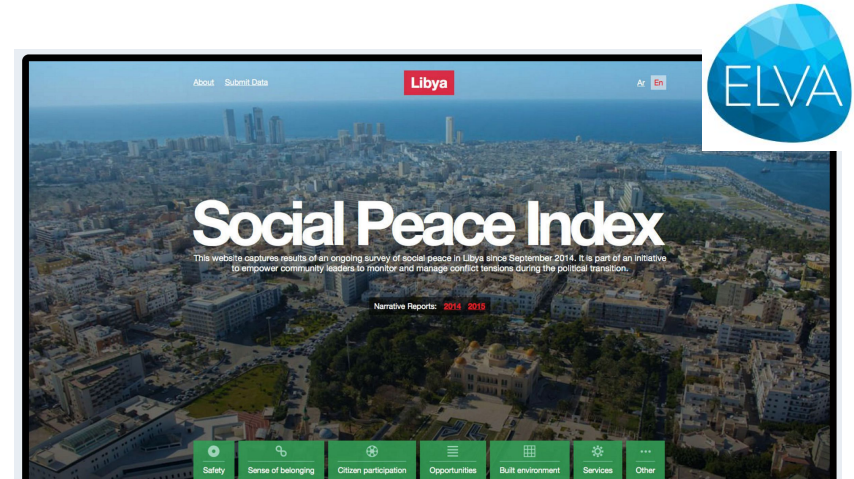 About Submit Data
Libya
Ar En
ELVA
Social Peace Index
This website captures results of an ongoing survey of social peace in Libya since September 2014. It is part of an initiative
to empower community leaders to monitor and manage conflict tensions during the political transition.
Narrative Reports: 2014 2015
Safety
Sense of belonging
Citizen participation
Opportunities
Built environment
Services
Other